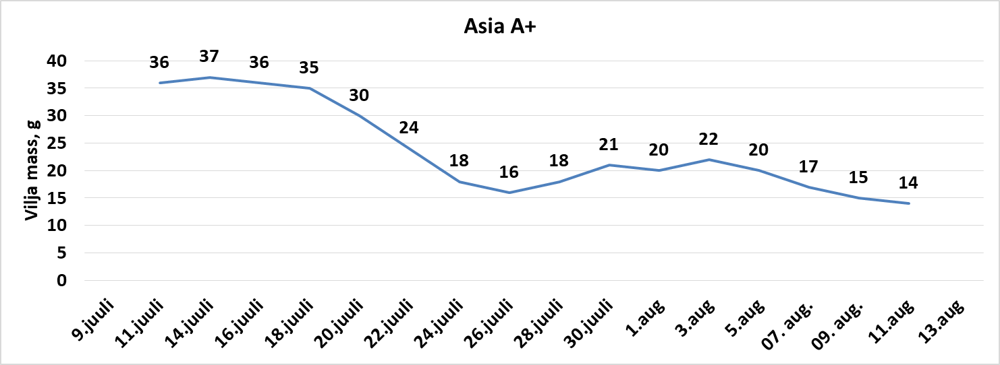 Asia A+
Vilja mass, g
40
35
30
25
20
15
10
5
0
36
37
36
35
30
24
18
16
18
21
20
22
20
17
15
14
9.juuli
11.juuli
14.juuli
16.juuli
18.juuli
20.juuli
22.juuli
24.juuli
26.juuli
28.juuli
30.juuli
1.aug
3.aug
5.aug
07. aug.
09. aug.
11.aug
13.aug